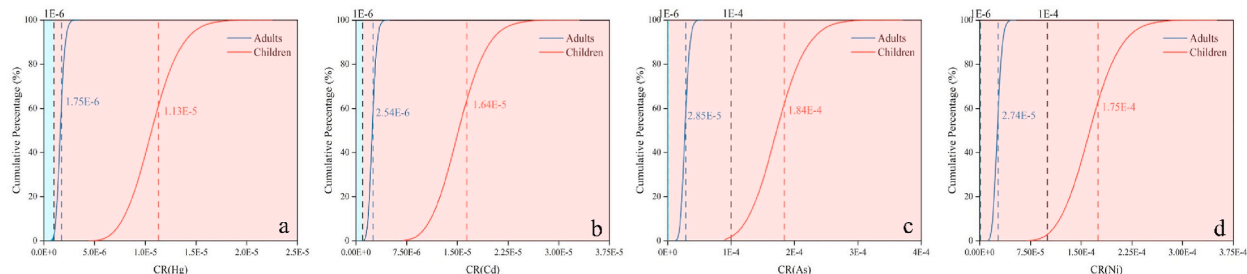 1E-6
100
80
60
40
20
0
Cumulative Percentage (%)
Adults
Children
1.75E-6
1.13E-5
a
0.0E+0
5.0E-6
1.0E-5
1.5E-5
2.0E-5
2.5E-5
CR(Hg)
1E-6
100
80
60
40
20
0
Cumulative Percentage (%)
Adults
Children
2.54E-6
1.64E-5
b
0.00E+0
7.50E-6
1.50E-5
2.25E-5
3.00E-5
3.75E-5
CR(Cd)
1E-6
1E-4
100
80
60
40
20
0
Cumulative Percentage (%)
Adults
Children
2.85E-5
1.84E-4
c
0E+0
1E-4
2E-4
3E-4
4E-4
CR(As)
1E-6
1E-4
100
80
60
40
20
0
Cumulative Percentage (%)
Adults
Children
2.74E-5
1.75E-4
d
0.00E+0
7.50E-5
1.50E-4
2.25E-4
3.00E-4
3.75E-4
CR(Ni)